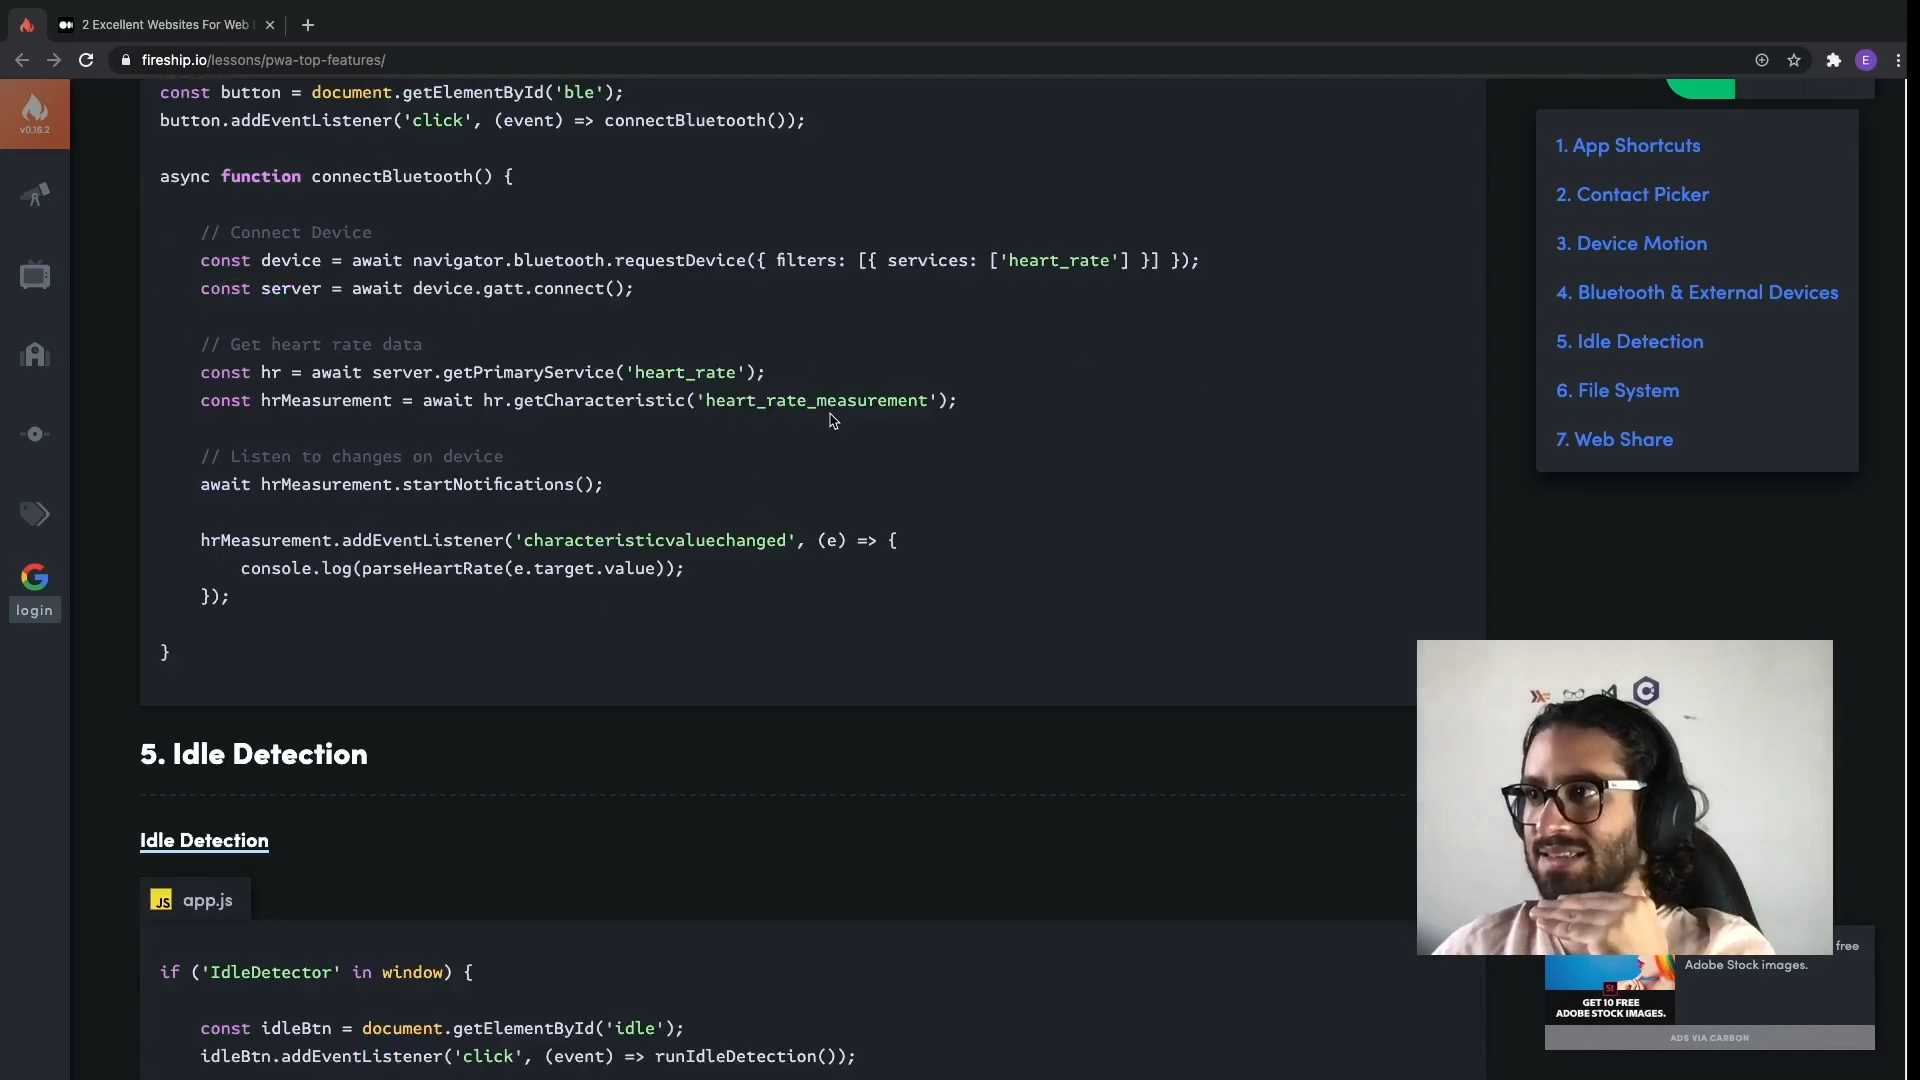 2 Excellent Websites For Web
fireship.io/lessons/pwa-top-features/
E
v0.16.2
login
const button = document.getElementById('ble');
button.addEventListener('click', (event) => connectBluetooth());
async function connectBluetooth() {
// Connect Device
const device = await navigator.bluetooth.requestDevice({ filters: [{ services: ['heart_rate'] }] });
const server = await device.gatt.connect();
// Get heart rate data
const hr = await server.getPrimaryService('heart_rate');
const hrMeasurement = await hr.getCharacteristic('heart_rate_measurement');
// Listen to changes on device
await hrMeasurement.startNotifications();
hrMeasurement.addEventListener('characteristicvaluechanged', (e) => {
console.log(parseHeartRate(e.target.value));
});
}
5. Idle Detection
Idle Detection
JS app.js
if ('IdleDetector' in window) {
const idleBtn = document.getElementById('idle');
idleBtn.addEventListener('click', (event) => runIdleDetection());
1. App Shortcuts
2. Contact Picker
3. Device Motion
4. Bluetooth & External Devices
5. Idle Detection
6. File System
7. Web Share
free
Adobe Stock images.
St
GET 10 FREE
ADOBE STOCK IMAGES.
ADS VIA CARBON